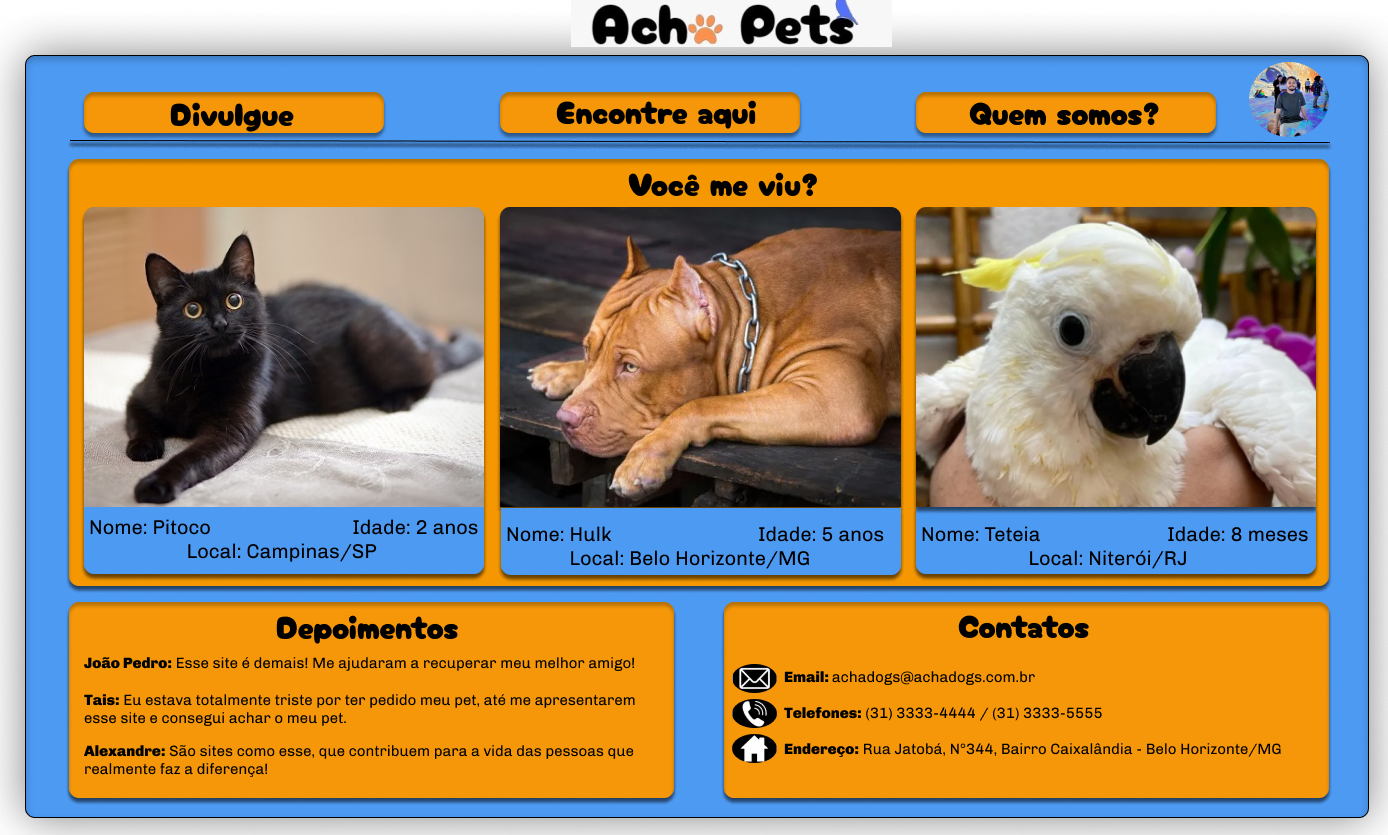 Acho Pets
Divulgue
Encontre aqui
Quem somos?
Você me viu?
Nome: Pitoco Idade: 2 anos
Local: Campinas/SP
Nome: Hulk Idade: 5 anos
Local: Belo Horizonte/MG
Nome: Teteia Idade: 8 meses
Local: Niterói/RJ
Depoimentos
João Pedro: Esse site é demais! Me ajudaram a recuperar meu melhor amigo!
Tais: Eu estava totalmente triste por ter pedido meu pet, até me apresentarem
esse site e consegui achar o meu pet.
Alexandre: São sites como esse, que contribuem para a vida das pessoas que
realmente faz a diferença!
Contatos
Email: achadogs@achadogs.com.br
Telefones: (31) 3333-4444 / (31) 3333-5555
Endereço: Rua Jatobá, N°344, Bairro Caixalândia - Belo Horizonte/MG